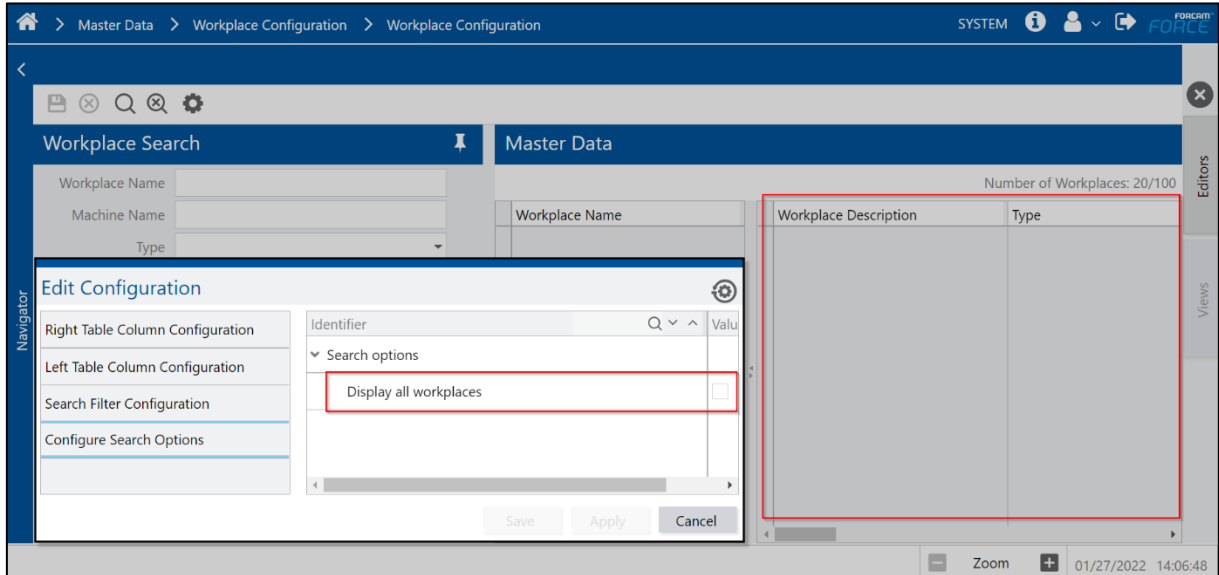 Master Data > Workplace Configuration > Workplace Configuration
SYSTEM
FORCAM
FORCE
Workplace Search
Master Data
Workplace Name
Number of Workplaces: 20/100
Machine Name
Workplace Name
Workplace Description
Type
Type
Editors
Views
Navigator
Edit Configuration
Right Table Column Configuration
Left Table Column Configuration
Search Filter Configuration
Configure Search Options
Identifier
Valu
Search options
Display all workplaces
Save
Apply
Cancel
Zoom
01/27/2022 14:06:48